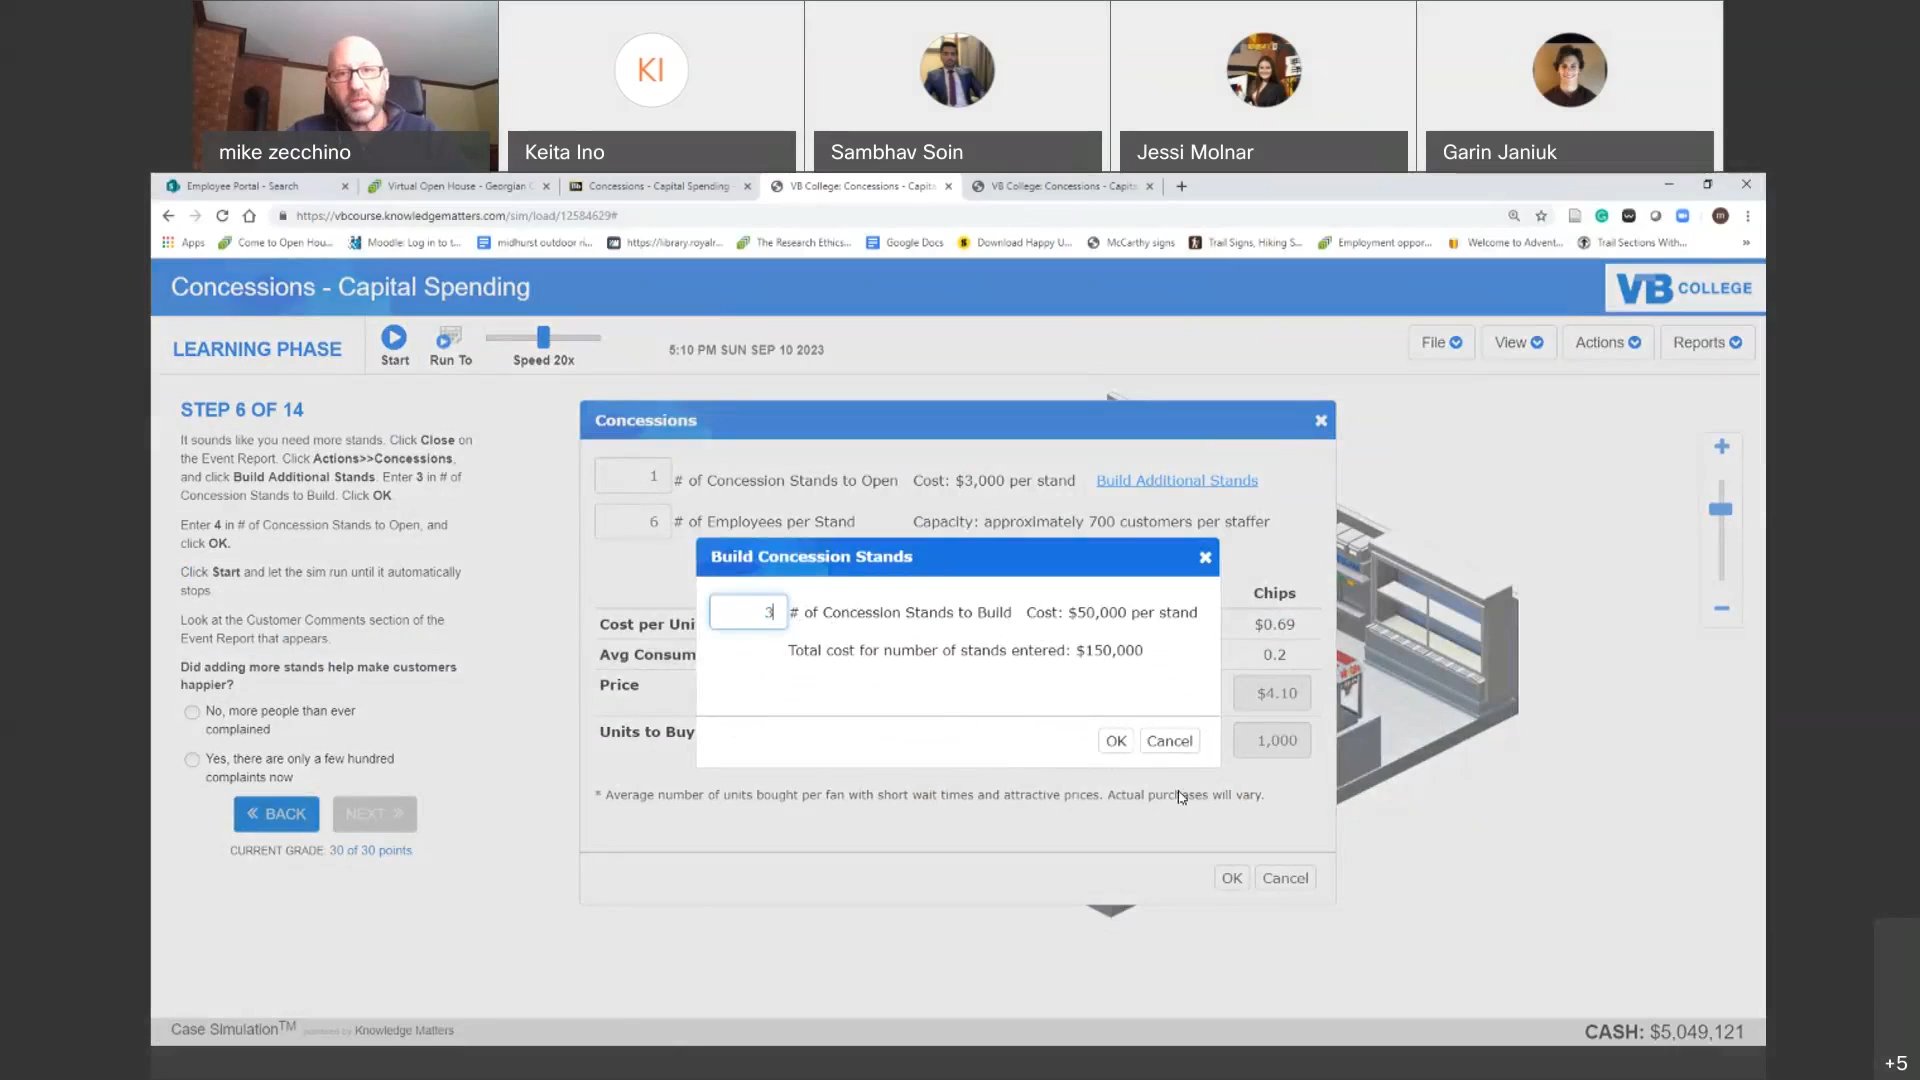 mike zecchino
KI
Keita Ino
Sambhav Soin
Jessi Molnar
Garin Janiuk
Employee Portal - Search
Virtual Open House - Georgian C
Concessions - Capital Spending
VB College: Concessions - Capita
VB College: Concessions - Capita
https://vbcourse.knowledgematters.com/sim/load/12584629#
Apps
Come to Open Hou...
Moodle: Log in to t...
midhurst outdoor ri...
https://library.royalr...
The Research Ethics...
Google Docs
Download Happy U...
McCarthy signs
Trail Signs, Hiking S...
Employment oppor...
Welcome to Advent...
Trail Sections With...
Concessions - Capital Spending
VB COLLEGE
LEARNING PHASE
Start
Run To
Speed 20x
5:10 PM SUN SEP 10 2023
File
View
Actions
Reports
STEP 6 OF 14
It sounds like you need more stands. Click Close on
the Event Report. Click Actions>>Concessions,
and click Build Additional Stands. Enter 3 in # of
Concession Stands to Build. Click OK.
Enter 4 in # of Concession Stands to Open, and
click OK.
Click Start and let the sim run until it automatically
stops.
Look at the Customer Comments section of the
Event Report that appears.
Did adding more stands help make customers
happier?
No, more people than ever
complained
Yes, there are only a few hundred
complaints now
« BACK
NEXT »
CURRENT GRADE: 30 of 30 points
Concessions
1 # of Concession Stands to Open Cost: $3,000 per stand Build Additional Stands
6 # of Employees per Stand Capacity: approximately 700 customers per staffer
Build Concession Stands
3 # of Concession Stands to Build Cost: $50,000 per stand
Total cost for number of stands entered: $150,000
OK Cancel
Chips
Cost per Uni $0.69
Avg Consum 0.2
Price $4.10
Units to Buy 1,000
* Average number of units bought per fan with short wait times and attractive prices. Actual purchases will vary.
OK Cancel
Case Simulation™ powered by Knowledge Matters
CASH: $5,049,121
+5